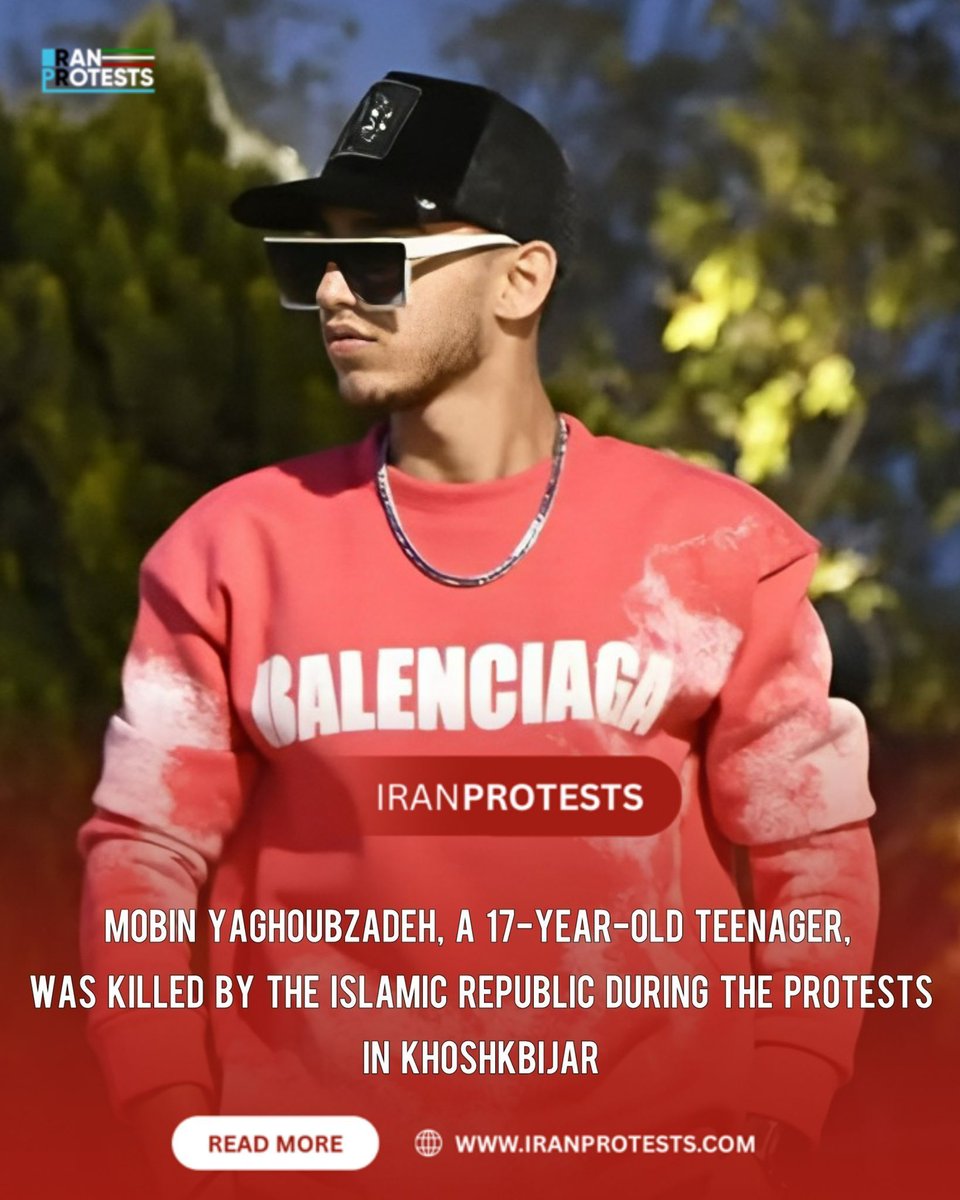 IRAN
PROTESTS
BALENCIAGA
IRANPROTESTS
MOBIN YAGHOUBZADEH, A 17-YEAR-OLD TEENAGER,
WAS KILLED BY THE ISLAMIC REPUBLIC DURING THE PROTESTS
IN KHOSHKBIJAR
READ MORE
WWW.IRANPROTESTS.COM